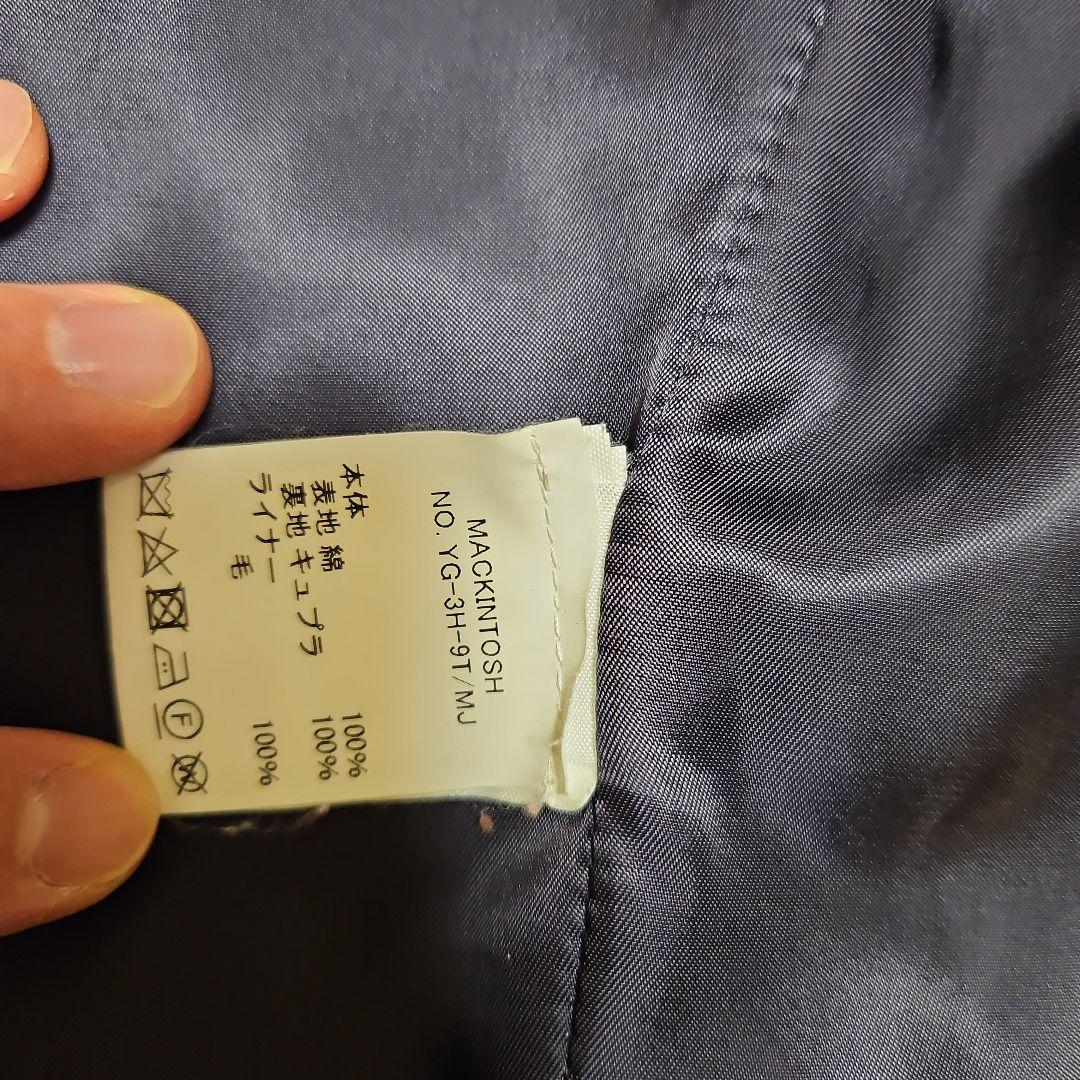 MACKINTOSH
NO. YG-3H-9T/MJ
本体
表地 綿 100%
裏地 キュプラ 100%
ライナー
毛 100%
F
W